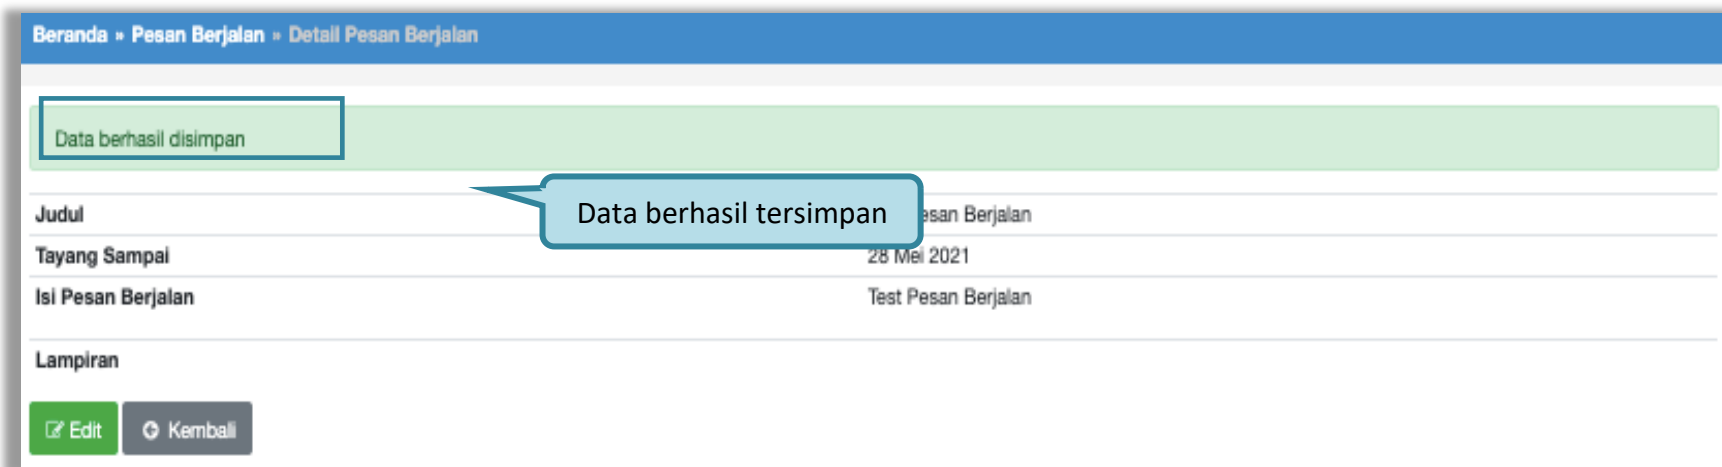 Beranda » Pesan Berjalan » Detail Pesan Berjalan
Data berhasil disimpan
Data berhasil tersimpan
Judul Pesan Berjalan
Tayang Sampai 28 Mei 2021
Isi Pesan Berjalan Test Pesan Berjalan
Lampiran
Edit Kembali